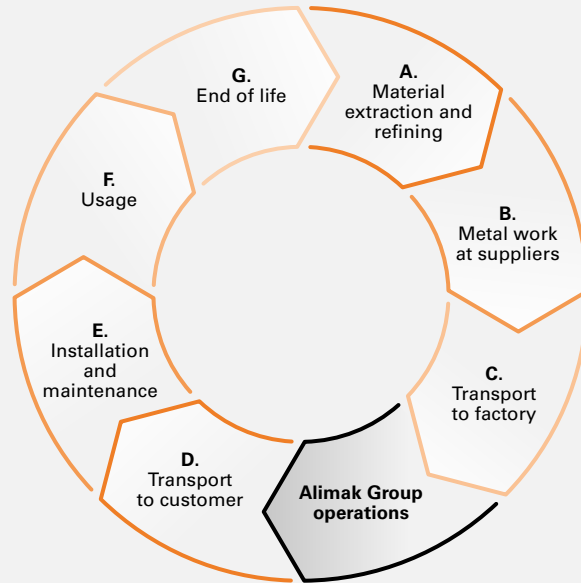 A.
Material
extraction and
refining
B.
Metal work
at suppliers
C.
Transport
to factory
Alimak Group
operations
D.
Transport
to customer
E.
Installation
and
maintenance
F.
Usage
G.
End of life